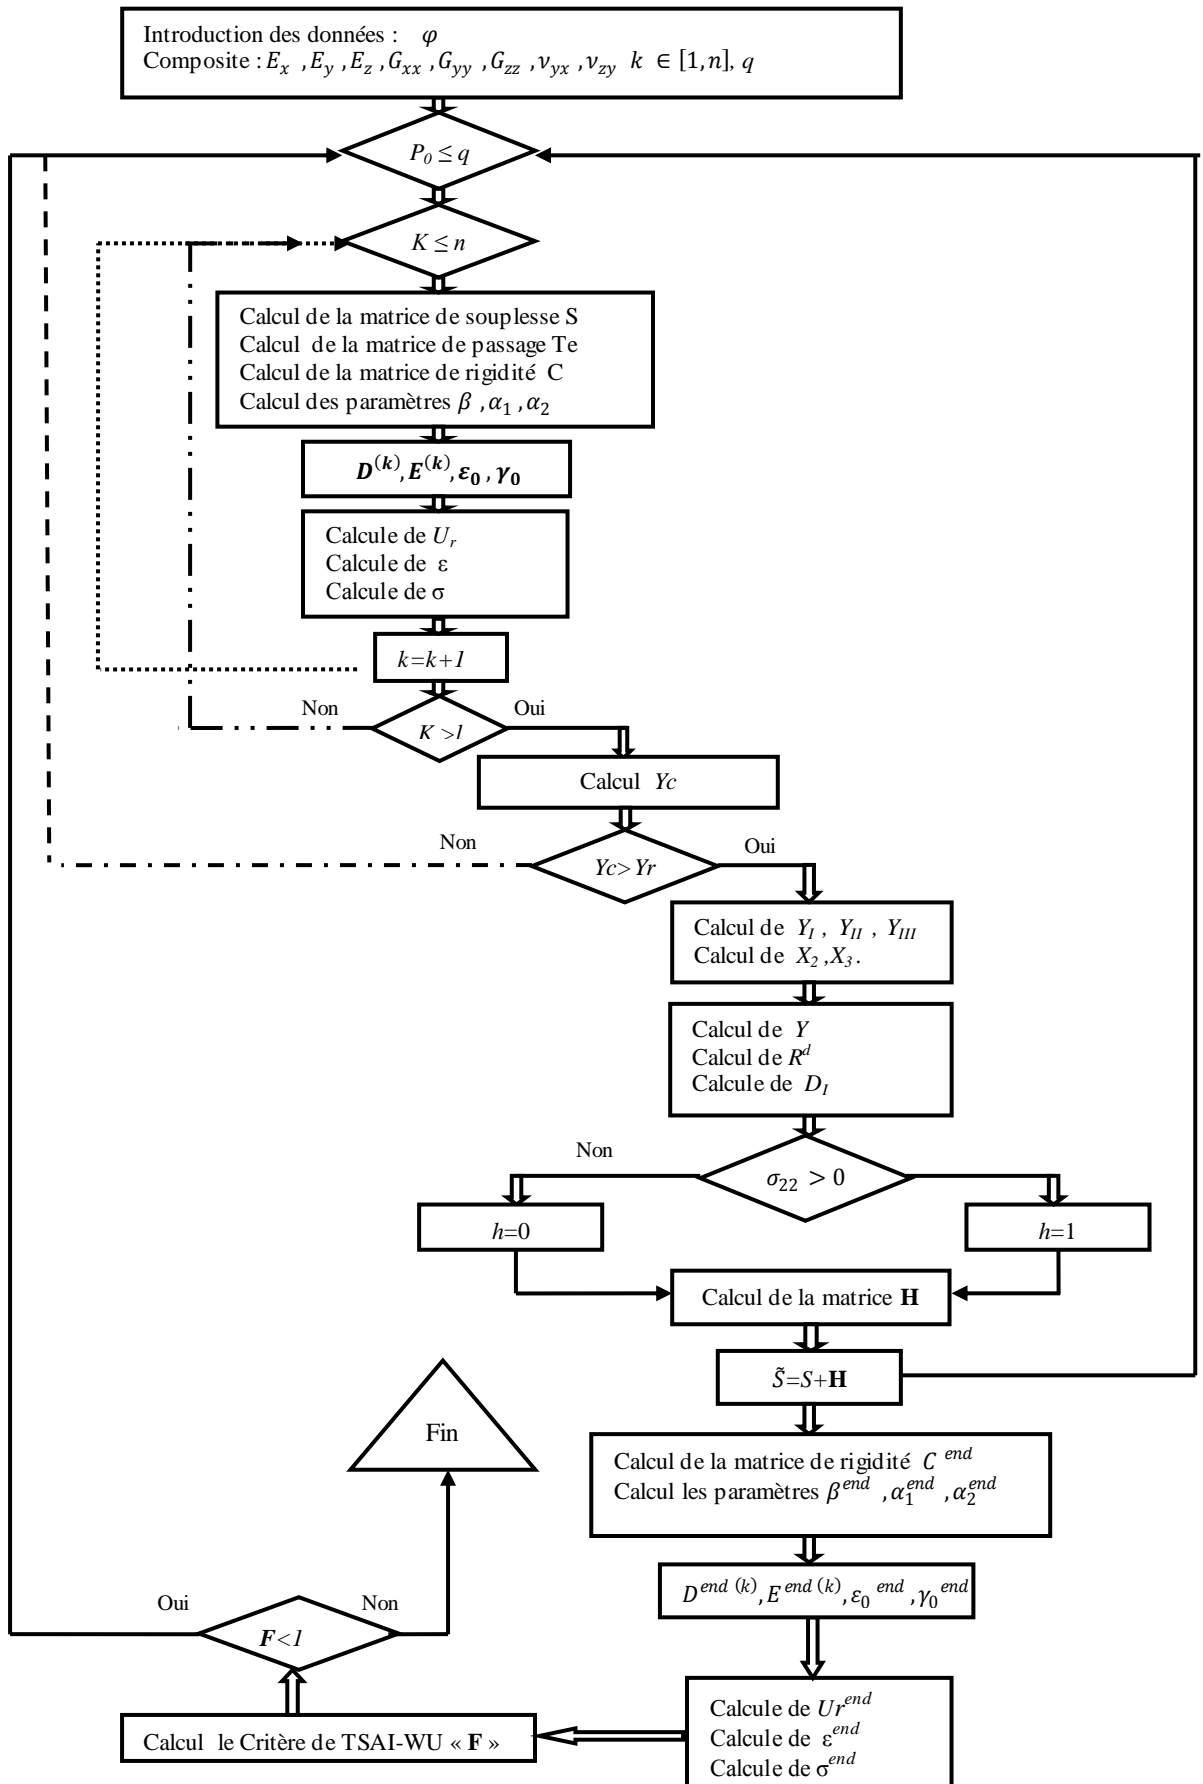 Introduction des données : φ
Composite : E_x , E_y , E_z , G_xx , G_yy , G_zz , ν_yx , ν_zy k ∈ [1, n], q
P_0 ≤ q
K ≤ n
Calcul de la matrice de souplesse S
Calcul de la matrice de passage Te
Calcul de la matrice de rigidité C
Calcul des paramètres β , α_1 , α_2
D^(k), E^(k), ε_0 , γ_0
Calcule de U_r
Calcule de ε
Calcule de σ
k=k+1
Non
Oui
K >l
Calcul Yc
Non
Oui
Yc> Yr
Calcul de Y_I , Y_II , Y_III
Calcul de X_2 ,X_3 .
Calcul de Y
Calcul de R^d
Calcule de D_I
Non
σ_22 > 0
h=0
h=1
Calcul de la matrice H
S̃=S+H
Fin
Calcul de la matrice de rigidité C^end
Calcul les paramètres β^end , α_1^end , α_2^end
D^end (k), E^end (k), ε_0^end , γ_0^end
Oui
Non
F<1
Calcule de Ur^end
Calcule de ε^end
Calcule de σ^end
Calcul le Critère de TSAI-WU « F »